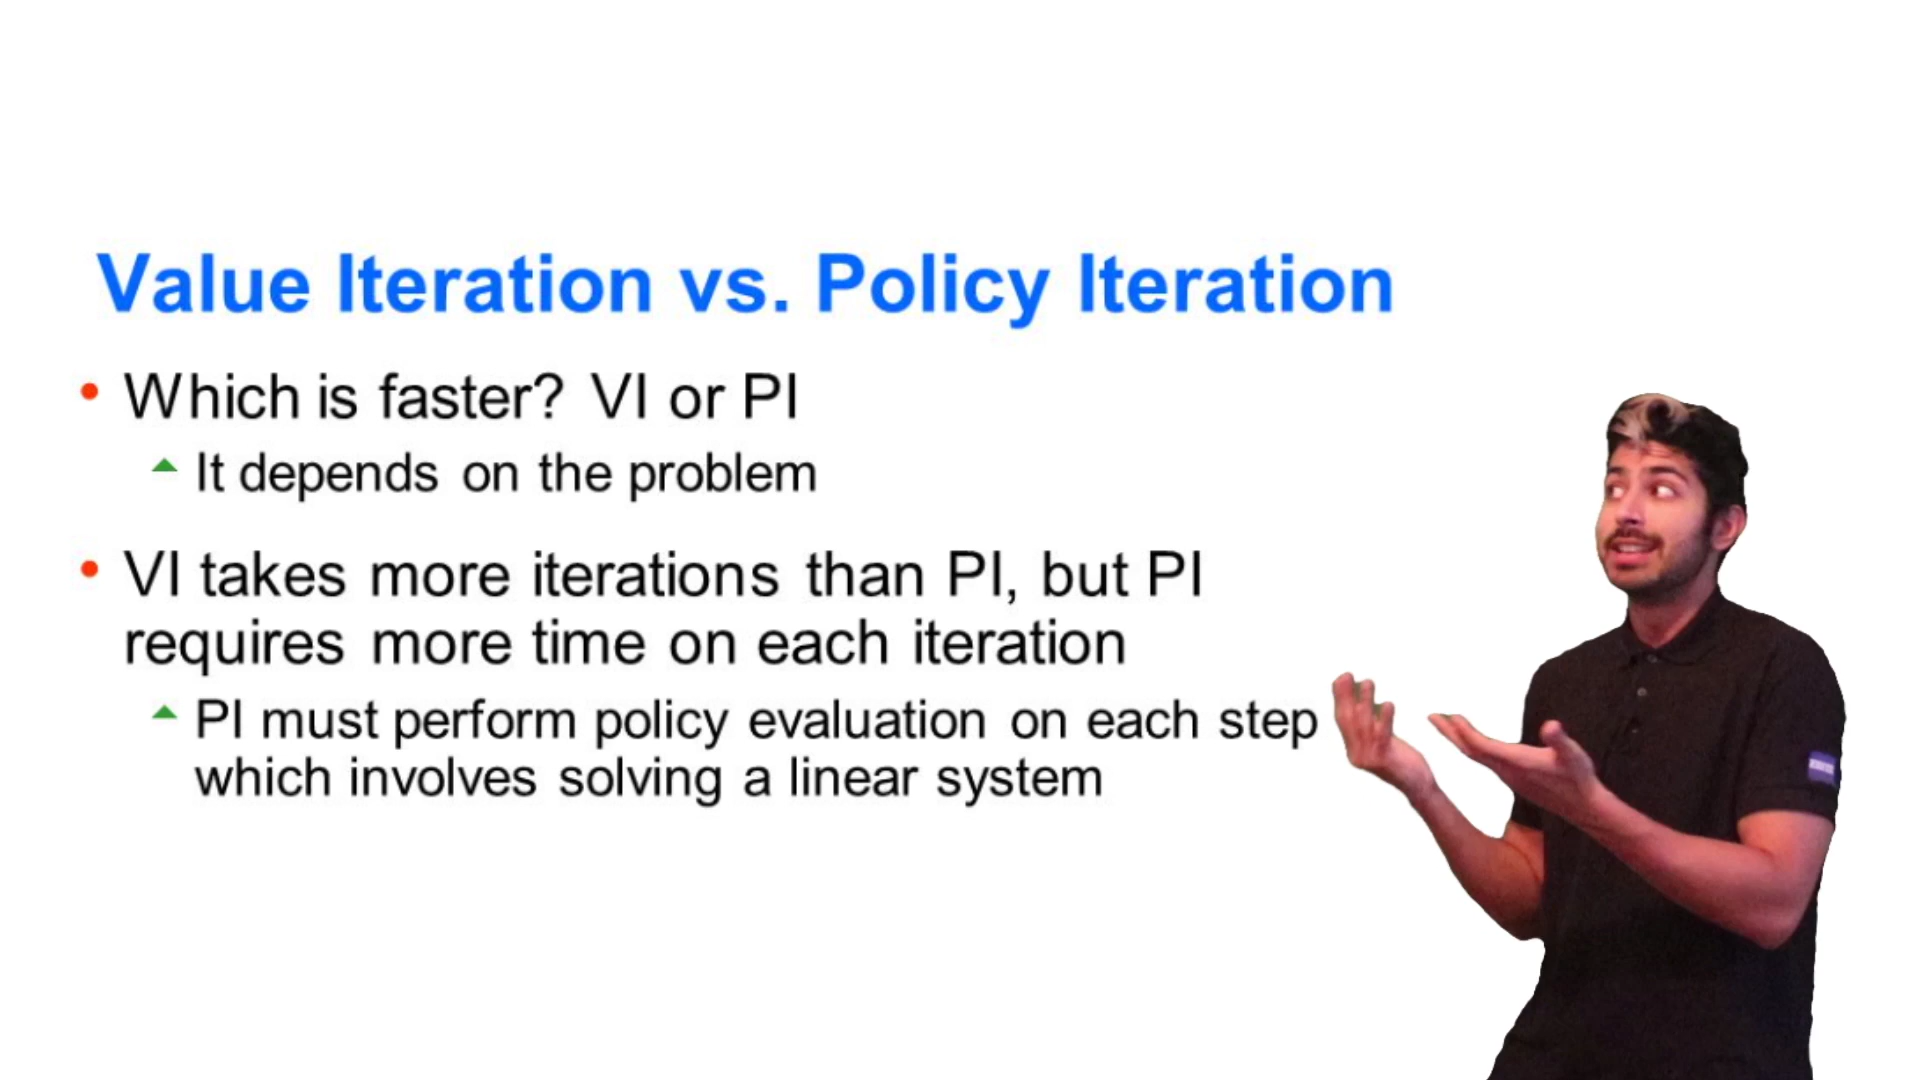 Value Iteration vs. Policy Iteration
• Which is faster? VI or PI
It depends on the problem
• VI takes more iterations than PI, but PI
requires more time on each iteration
PI must perform policy evaluation on each step
which involves solving a linear system